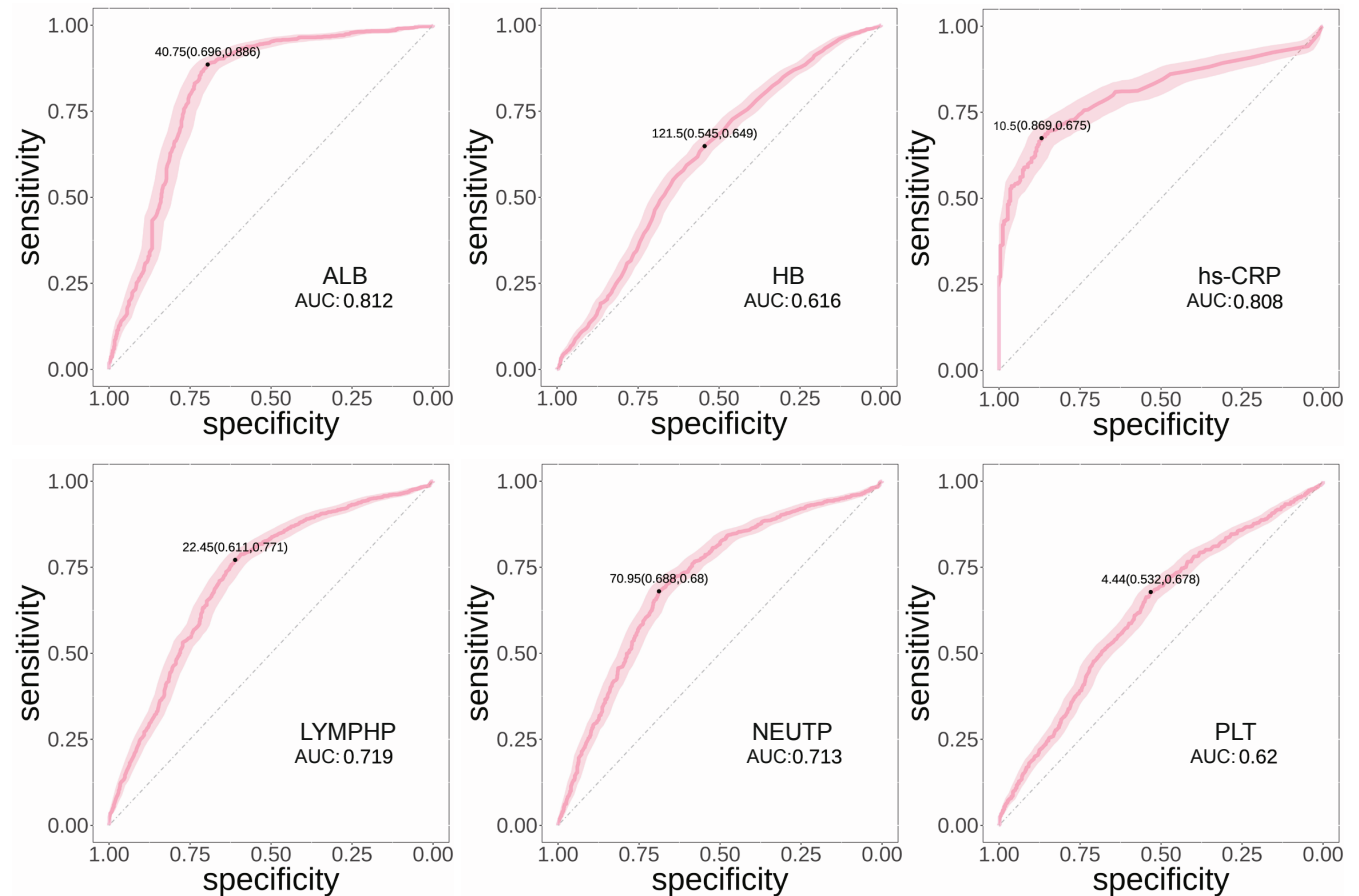 1.00
0.75
0.50
0.25
0.00
sensitivity
40.75(0.696,0.886)
ALB
AUC: 0.812
1.00 0.75 0.50 0.25 0.00
specificity
1.00
0.75
0.50
0.25
0.00
sensitivity
121.5(0.545,0.649)
HB
AUC: 0.616
1.00 0.75 0.50 0.25 0.00
specificity
1.00
0.75
0.50
0.25
0.00
sensitivity
10.5(0.869,0.675)
hs-CRP
AUC:0.808
1.00 0.75 0.50 0.25 0.00
specificity
1.00
0.75
0.50
0.25
0.00
sensitivity
22.45(0.611,0.771)
LYMPHP
AUC: 0.719
1.00 0.75 0.50 0.25 0.00
specificity
1.00
0.75
0.50
0.25
0.00
sensitivity
70.95(0.688,0.68)
NEUTP
AUC:0.713
1.00 0.75 0.50 0.25 0.00
specificity
1.00
0.75
0.50
0.25
0.00
sensitivity
4.44(0.532,0.678)
PLT
AUC: 0.62
1.00 0.75 0.50 0.25 0.00
specificity